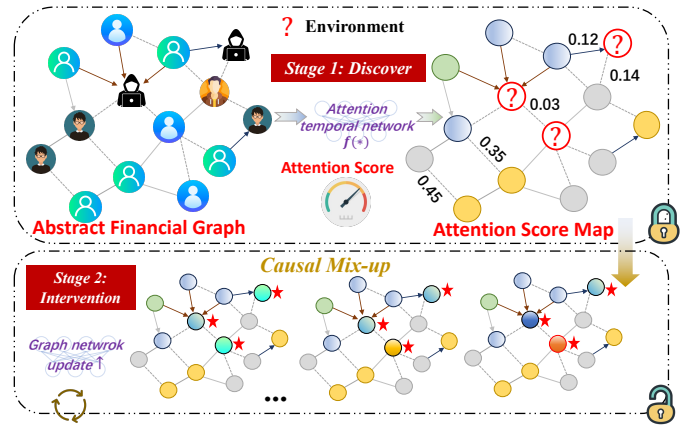 ? Environment
Stage 1: Discover
0.12
?
0.14
?
0.03
?
Attention
temporal network
f(*)
0.35
0.45
Attention Score
Abstract Financial Graph
Attention Score Map
Causal Mix-up
Stage 2:
Intervention
Graph netwrok
update ↑
...